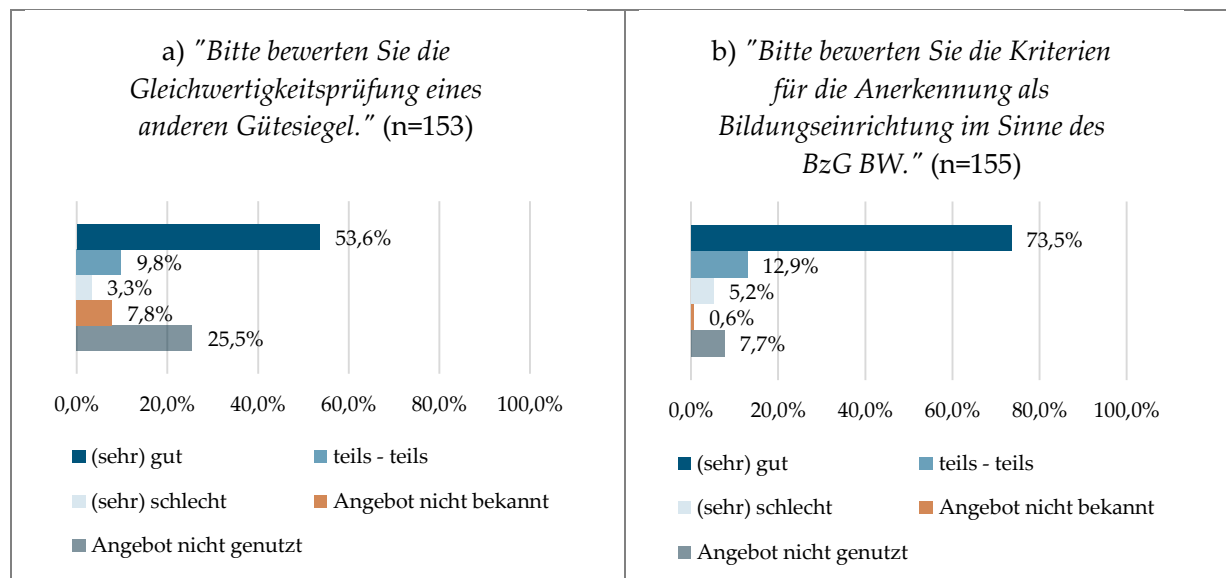 a) "Bitte bewerten Sie die
Gleichwertigkeitsprüfung eines
anderen Gütesiegel." (n=153)
53,6%
9,8%
3,3%
7,8%
25,5%
0,0% 20,0% 40,0% 60,0% 80,0% 100,0%
(sehr) gut teils - teils
(sehr) schlecht Angebot nicht bekannt
Angebot nicht genutzt
b) "Bitte bewerten Sie die Kriterien
für die Anerkennung als
Bildungseinrichtung im Sinne des
BzG BW." (n=155)
73,5%
12,9%
5,2%
0,6%
7,7%
0,0% 20,0% 40,0% 60,0% 80,0% 100,0%
(sehr) gut teils - teils
(sehr) schlecht Angebot nicht bekannt
Angebot nicht genutzt